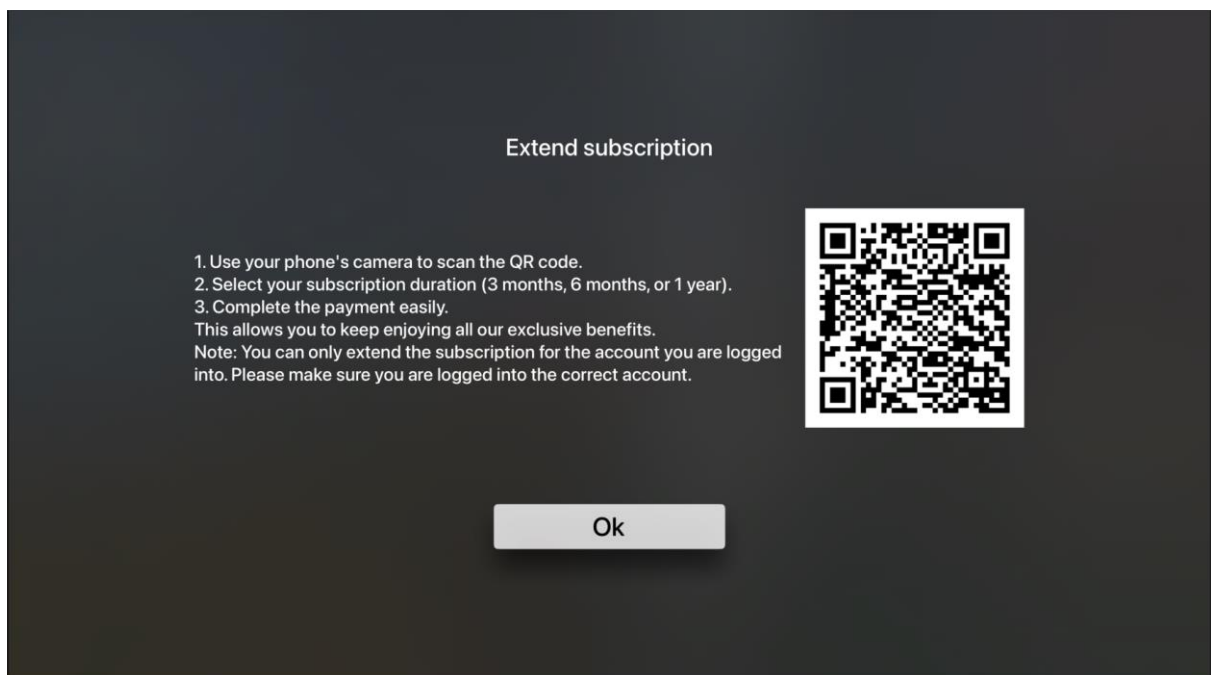 Extend subscription
1. Use your phone's camera to scan the QR code.
2. Select your subscription duration (3 months, 6 months, or 1 year).
3. Complete the payment easily.
This allows you to keep enjoying all our exclusive benefits.
Note: You can only extend the subscription for the account you are logged
into. Please make sure you are logged into the correct account.
Ok